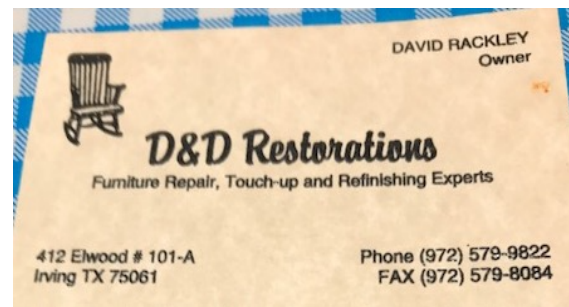 DAVID RACKLEY
Owner
D&D Restorations
Furniture Repair, Touch-up and Refinishing Experts
412 Elwood # 101-A
Irving TX 75061
Phone (972) 579-9822
FAX (972) 579-8084